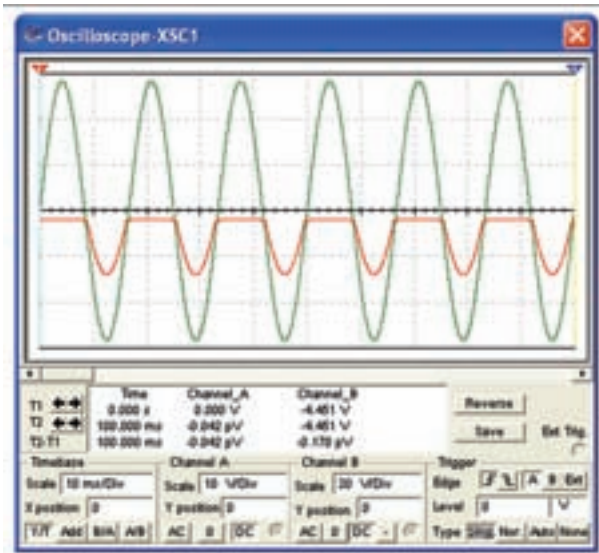 Oscilloscope-XSC1
Time Channel_A Channel_B
T1 0.000 s 0.000 V -4.461 V
T2 100.000 ms -0.042 pV -4.461 V
T2-T1 100.000 ms -0.042 pV -0.178 pV
Reverse
Save
Ext Trig.
Timebase
Scale 10 ms/Div
X position 0
Y/T Add B/A A/B
Channel A
Scale 10 V/Div
Y position 0
AC 0 DC
Channel B
Scale 20 V/Div
Y position 0
AC 0 DC -
Trigger
Edge A B Ext
Level 0 V
Type Sing. Nor. Auto None